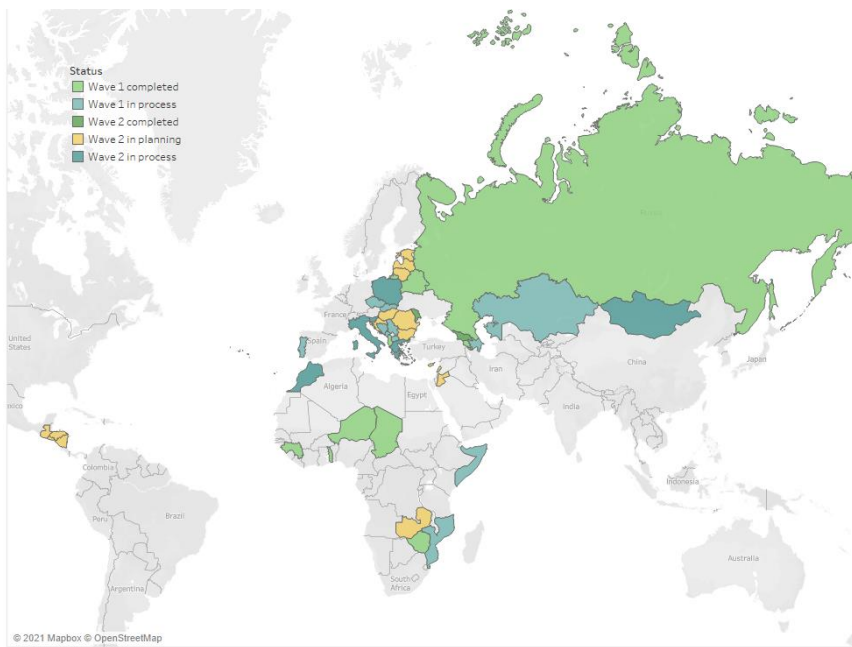 Status
Wave 1 completed
Wave 1 in process
Wave 2 completed
Wave 2 in planning
Wave 2 in process
United
States
France
Spain
Turkey
Iran
China
Japan
Algeria
Egypt
India
Colombia
Indonesia
Peru
Brazil
Australia
South
Africa
Argentina
© 2021 Mapbox © OpenStreetMap